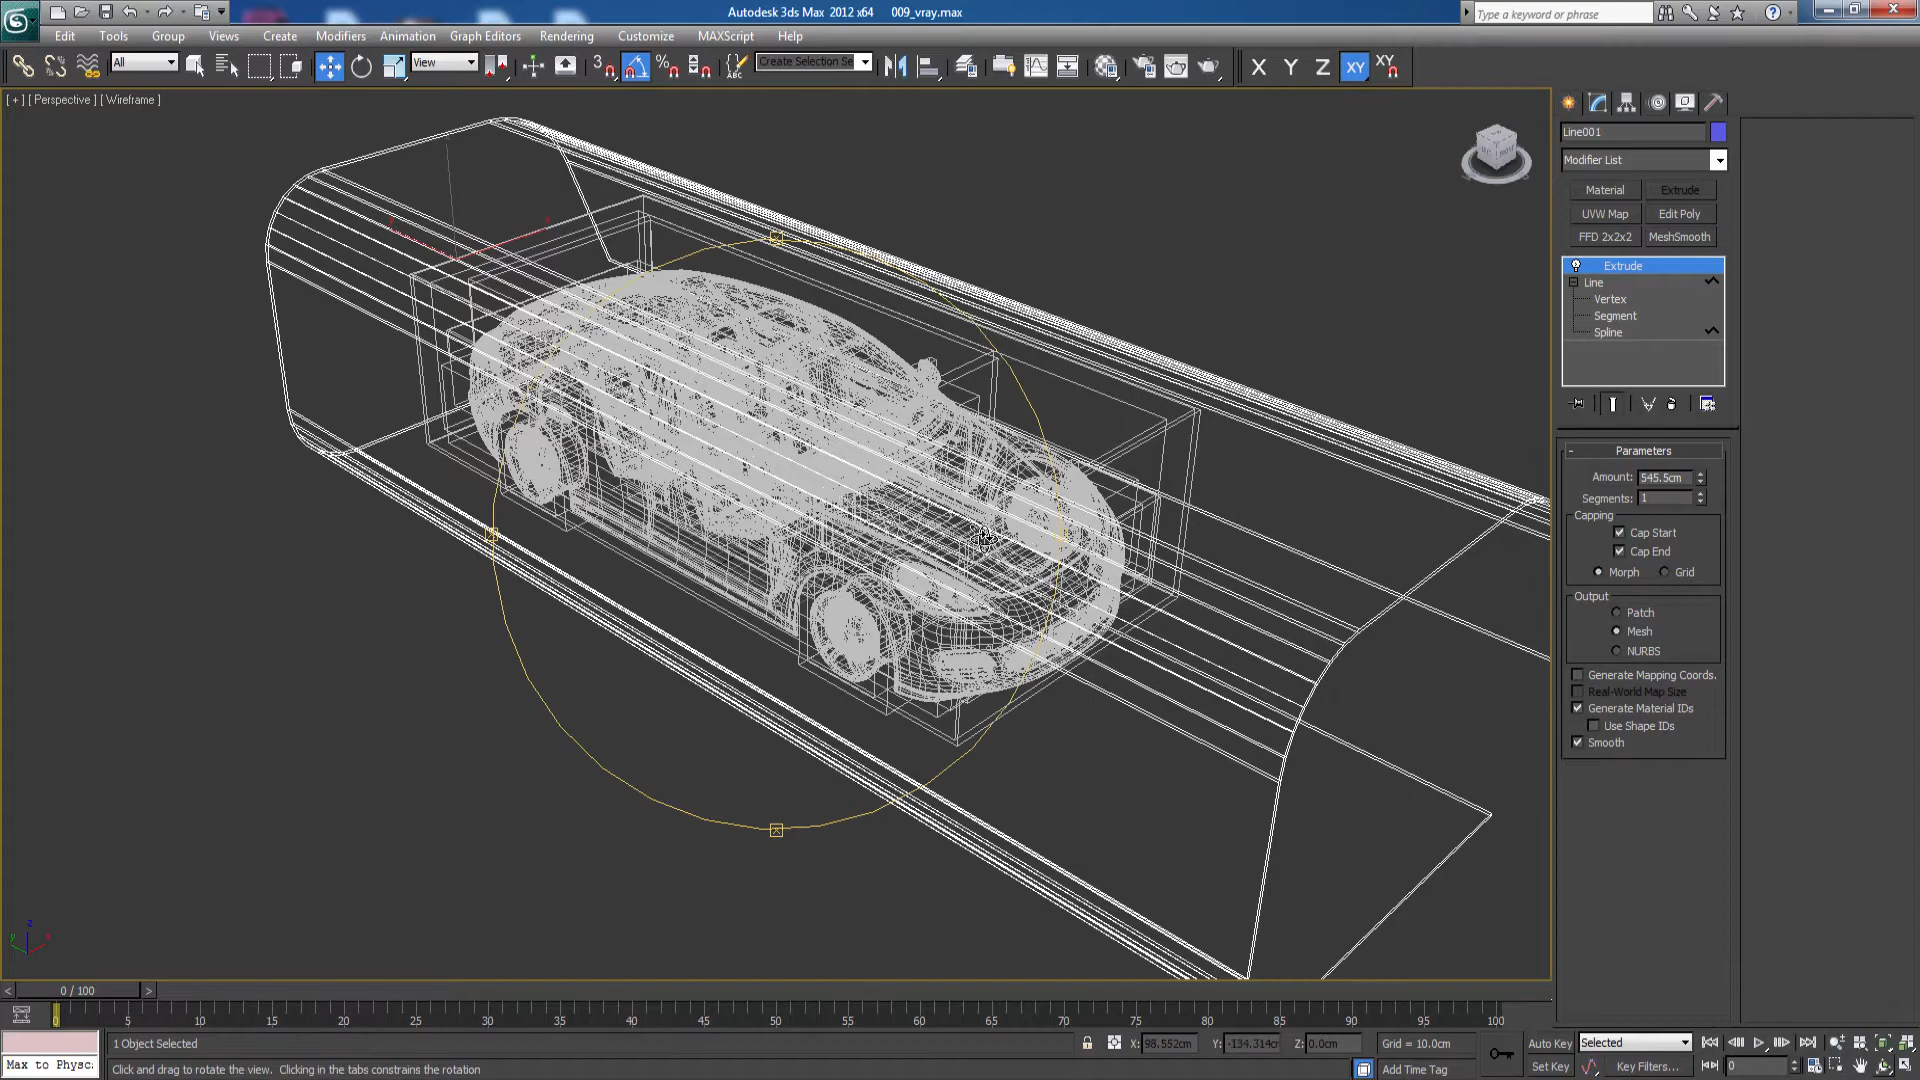 Autodesk 3ds Max 2012 x64 009_vray.max
Type a keyword or phrase
Edit Tools Group Views Create Modifiers Animation Graph Editors Rendering Customize MAXScript Help
All
View
3
Create Selection Se
X Y Z XY XY
[ + ] [ Perspective ] [ Wireframe ]
Line001
Modifier List
Material Extrude
UVW Map Edit Poly
FFD 2x2x2 MeshSmooth
Extrude
Line
Vertex
Segment
Spline
Parameters
Amount: 545.5cm
Segments: 1
Capping
Cap Start
Cap End
Morph Grid
Output
Patch
Mesh
NURBS
Generate Mapping Coords.
Real-World Map Size
Generate Material IDs
Use Shape IDs
Smooth
z
y x
< 0 / 100 >
0 5 10 15 20 25 30 35 40 45 50 55 60 65 70 75 80 85 90 95 100
1 Object Selected X: 98.552cm Y: -134.314cr Z: 0.0cm Grid = 10.0cm Auto Key Selected
Max to Physc: Click and drag to rotate the view. Clicking in the tabs constrains the rotation Add Time Tag Set Key Key Filters... 0